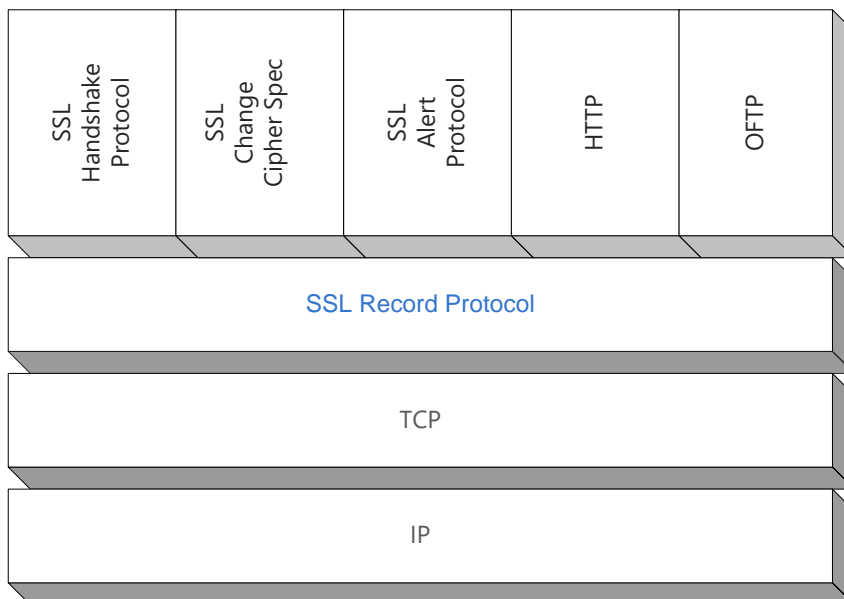 SSL
Handshake
Protocol
SSL
Change
Cipher Spec
SSL
Alert
Protocol
HTTP
OFTP
SSL Record Protocol
TCP
IP